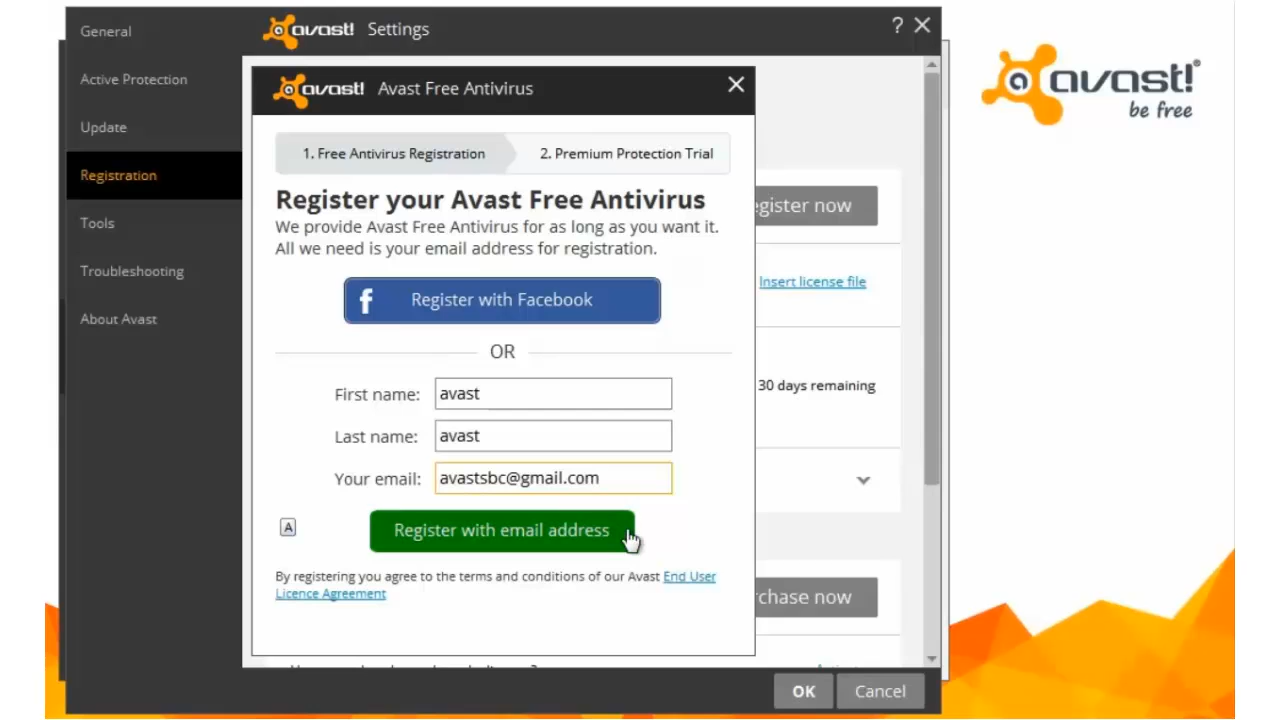 General
Active Protection
Update
Registration
Tools
Troubleshooting
About Avast
avast! Settings
?
avast! Avast Free Antivirus
1. Free Antivirus Registration
2. Premium Protection Trial
Register your Avast Free Antivirus
We provide Avast Free Antivirus for as long as you want it.
All we need is your email address for registration.
f Register with Facebook
OR
First name: avast
Last name: avast
Your email: avastsbc@gmail.com
A
Register with email address
By registering you agree to the terms and conditions of our Avast End User
Licence Agreement
egister now
Insert license file
30 days remaining
rchase now
OK
Cancel
avast!®
be free